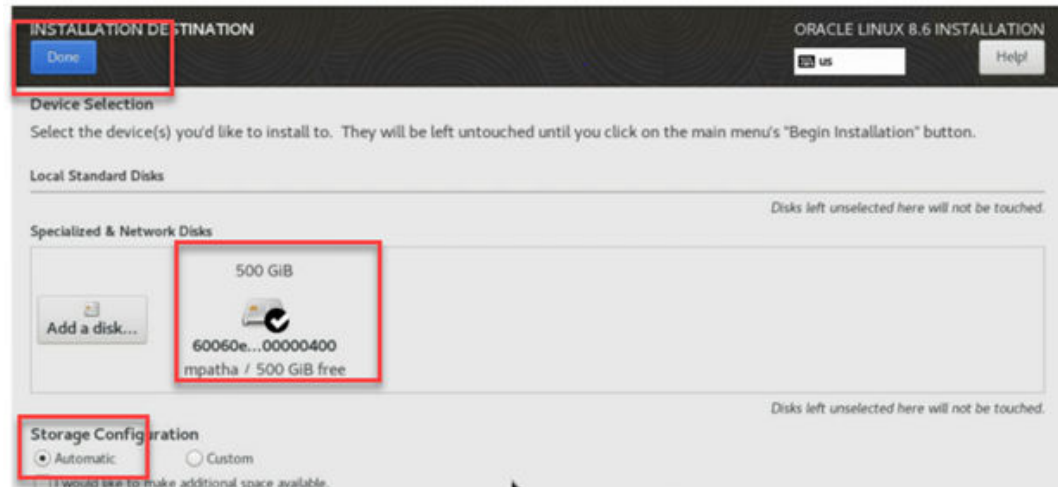 INSTALLATION DESTINATION
ORACLE LINUX 8.6 INSTALLATION
Done
us
Help!
Device Selection
Select the device(s) you'd like to install to. They will be left untouched until you click on the main menu's "Begin Installation" button.
Local Standard Disks
Disks left unselected here will not be touched.
Specialized & Network Disks
500 GiB
Add a disk...
60060e...00000400
mpatha / 500 GiB free
Disks left unselected here will not be touched.
Storage Configuration
Automatic
Custom
I would like to make additional space available.